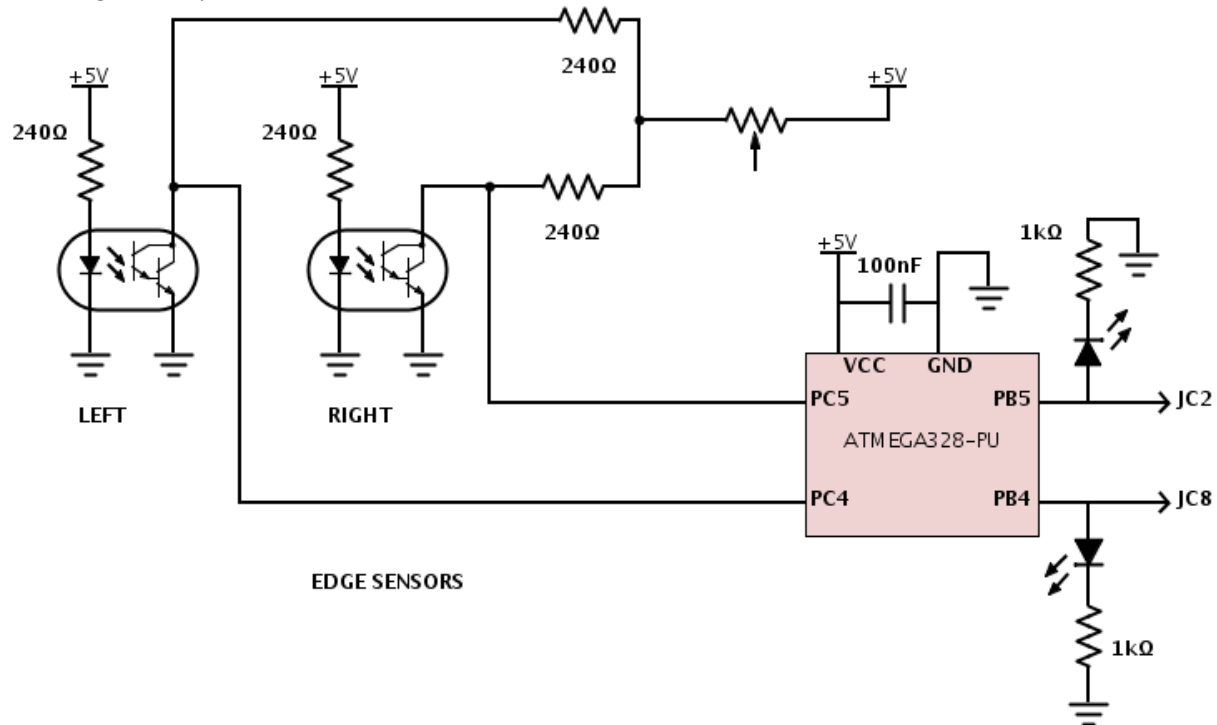 240Ω
+5V
+5V
+5V
240Ω
240Ω
240Ω
+5V
100nF
1kΩ
VCC
GND
LEFT
RIGHT
PC5
PB5
JC2
ATMEGA328-PU
PC4
PB4
JC8
EDGE SENSORS
1kΩ